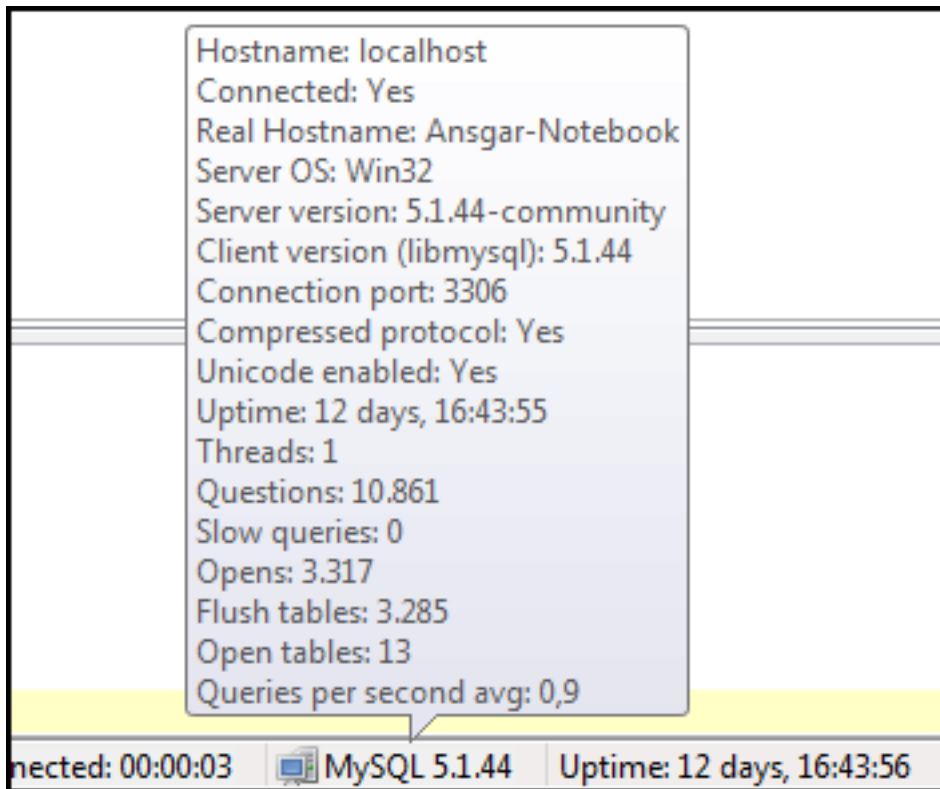 Hostname: localhost
Connected: Yes
Real Hostname: Ansgar-Notebook
Server OS: Win32
Server version: 5.1.44-community
Client version (libmysql): 5.1.44
Connection port: 3306
Compressed protocol: Yes
Unicode enabled: Yes
Uptime: 12 days, 16:43:55
Threads: 1
Questions: 10.861
Slow queries: 0
Opens: 3.317
Flush tables: 3.285
Open tables: 13
Queries per second avg: 0,9
nected: 00:00:03 MySQL 5.1.44 Uptime: 12 days, 16:43:56